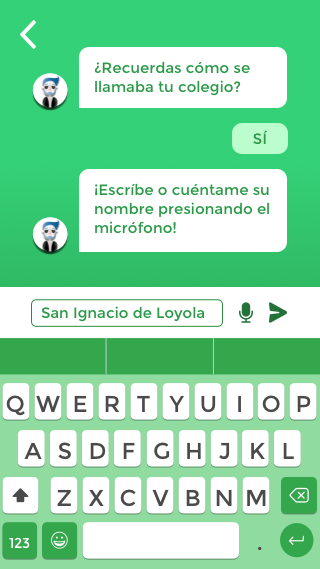 ¿Recuerdas cómo se
llamaba tu colegio?
SÍ
¡Escríbe o cuéntame su
nombre presionando el
micrófono!
San Ignacio de Loyola
Q W E R T Y U I O P
A S D F G H J K L
Z X C V B N M
123 .